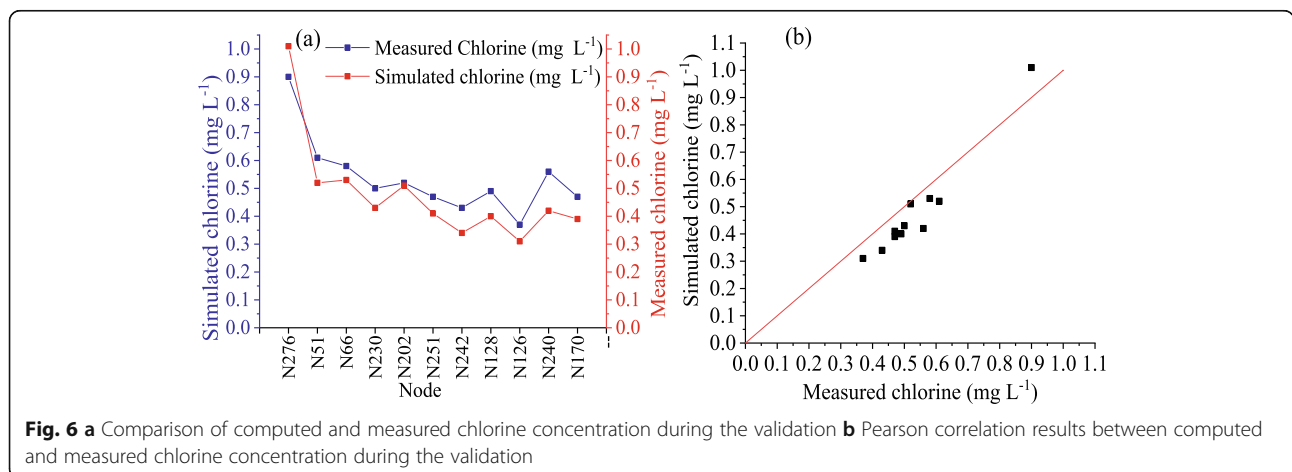 (a)
Measured Chlorine (mg L⁻¹)
Simulated chlorine (mg L⁻¹)
Simulated chlorine (mg L⁻¹)
1.0
0.9
0.8
0.7
0.6
0.5
0.4
0.3
0.2
0.1
0.0
Measured chlorine (mg L⁻¹)
1.0
0.9
0.8
0.7
0.6
0.5
0.4
0.3
0.2
0.1
0.0
N276
N51
N66
N230
N202
N251
N242
N128
N126
N240
N170
--
Node
(b)
Simulated chlorine (mg L⁻¹)
1.1
1.0
0.9
0.8
0.7
0.6
0.5
0.4
0.3
0.2
0.1
0.0
0.0 0.1 0.2 0.3 0.4 0.5 0.6 0.7 0.8 0.9 1.0 1.1
Measured chlorine (mg L⁻¹)
Fig. 6 a Comparison of computed and measured chlorine concentration during the validation b Pearson correlation results between computed
and measured chlorine concentration during the validation